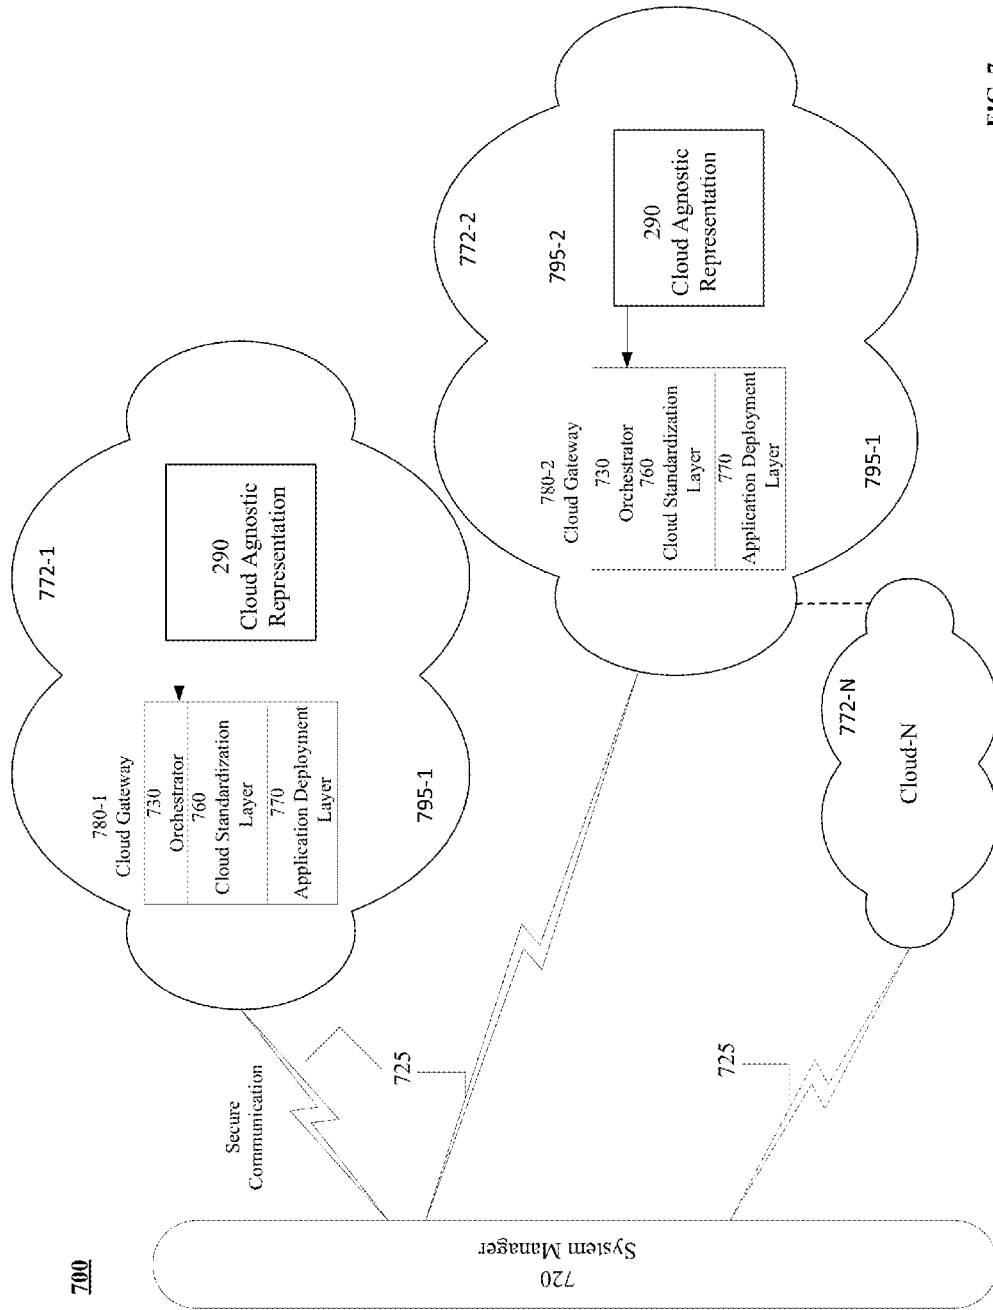 700
720
System Manager
Secure
Communication
725
725
772-1
780-1
Cloud Gateway
730
Orchestrator
760
Cloud Standardization
Layer
770
Application Deployment
Layer
290
Cloud Agnostic
Representation
795-1
772-2
795-2
780-2
Cloud Gateway
730
Orchestrator
760
Cloud Standardization
Layer
770
Application Deployment
Layer
290
Cloud Agnostic
Representation
795-1
772-N
Cloud-N
FIG. 7